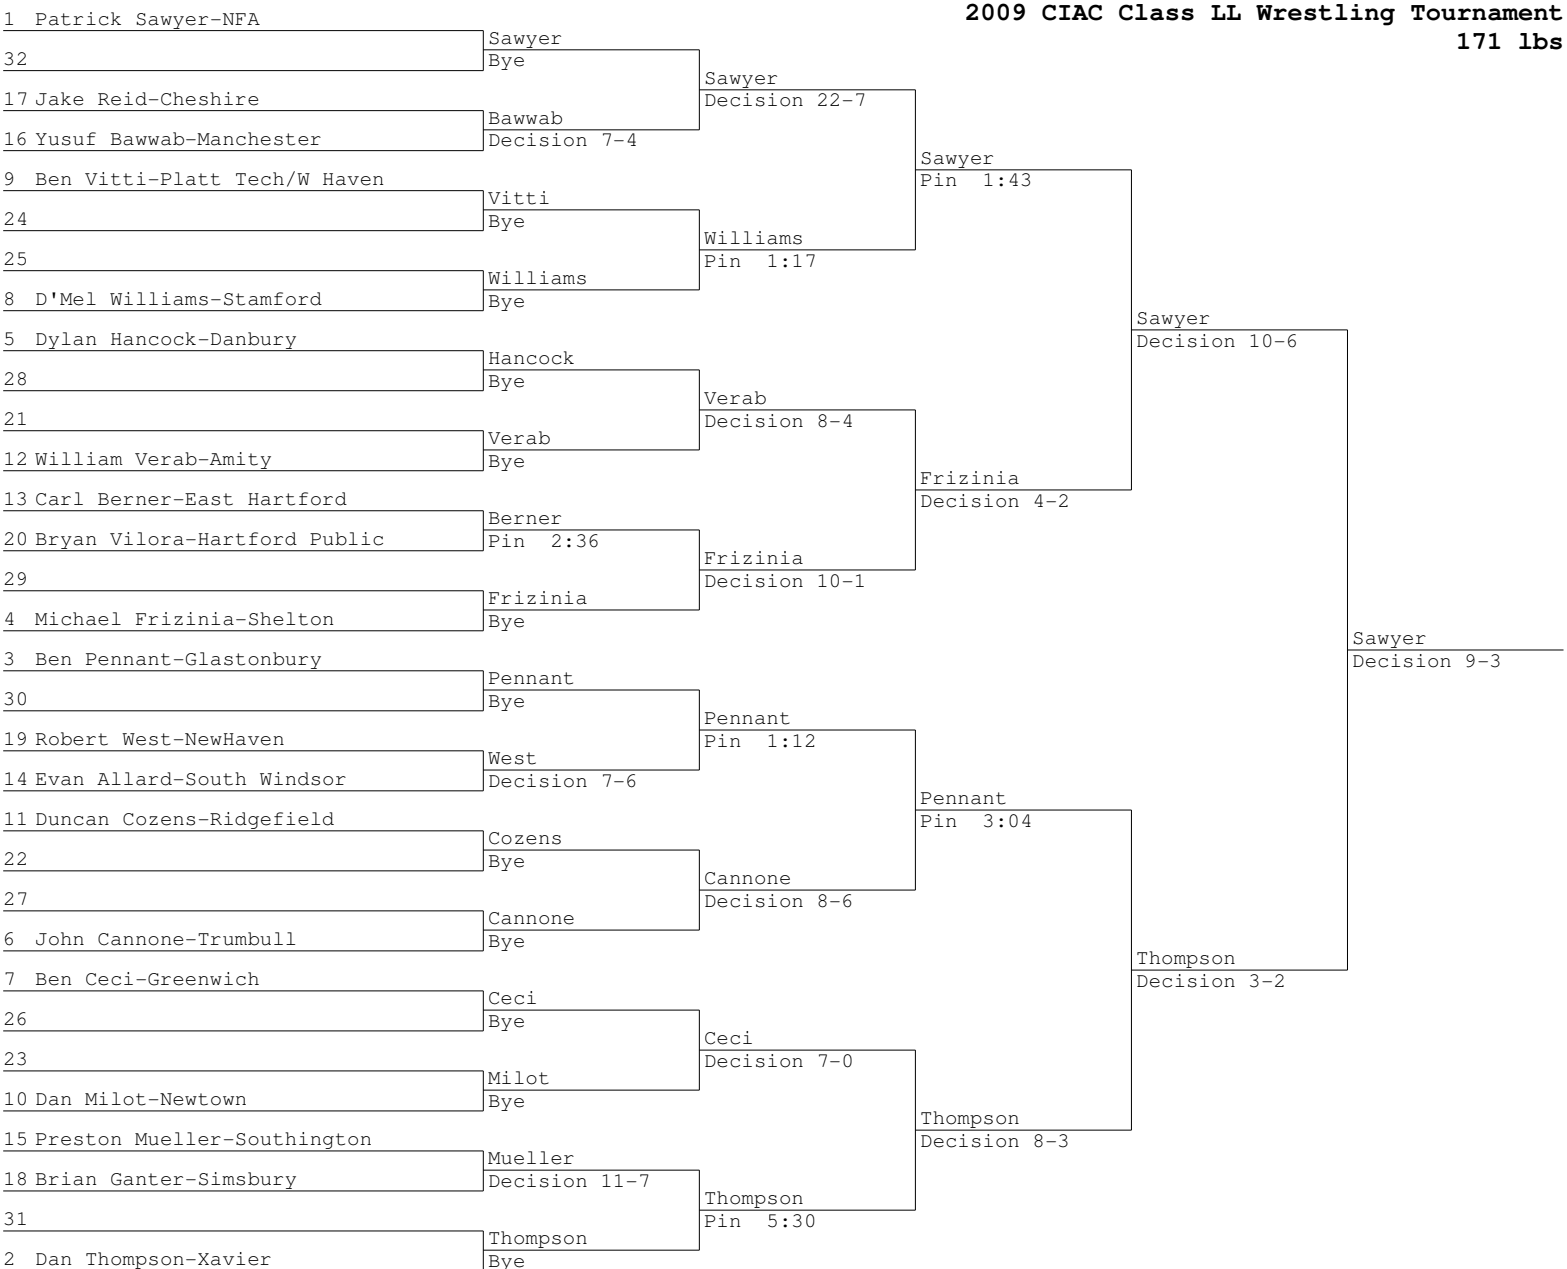 2009 CIAC Class LL Wrestling Tournament
171 lbs
1 Patrick Sawyer-NFA
32
17 Jake Reid-Cheshire
16 Yusuf Bawwab-Manchester
9 Ben Vitti-Platt Tech/W Haven
24
25
8 D'Mel Williams-Stamford
5 Dylan Hancock-Danbury
28
21
12 William Verab-Amity
13 Carl Berner-East Hartford
20 Bryan Vilora-Hartford Public
29
4 Michael Frizinia-Shelton
3 Ben Pennant-Glastonbury
30
19 Robert West-NewHaven
14 Evan Allard-South Windsor
11 Duncan Cozens-Ridgefield
22
27
6 John Cannone-Trumbull
7 Ben Ceci-Greenwich
26
23
10 Dan Milot-Newtown
15 Preston Mueller-Southington
18 Brian Ganter-Simsbury
31
2 Dan Thompson-Xavier
Sawyer
Bye
Bawwab
Decision 7-4
Vitti
Bye
Williams
Bye
Hancock
Bye
Verab
Bye
Berner
Pin 2:36
Frizinia
Bye
Pennant
Bye
West
Decision 7-6
Cozens
Bye
Cannone
Bye
Ceci
Bye
Milot
Bye
Mueller
Decision 11-7
Thompson
Bye
Sawyer
Decision 22-7
Williams
Pin 1:17
Verab
Decision 8-4
Frizinia
Decision 10-1
Pennant
Pin 1:12
Cannone
Decision 8-6
Ceci
Decision 7-0
Thompson
Pin 5:30
Sawyer
Pin 1:43
Frizinia
Decision 4-2
Pennant
Pin 3:04
Thompson
Decision 8-3
Sawyer
Decision 10-6
Thompson
Decision 3-2
Sawyer
Decision 9-3